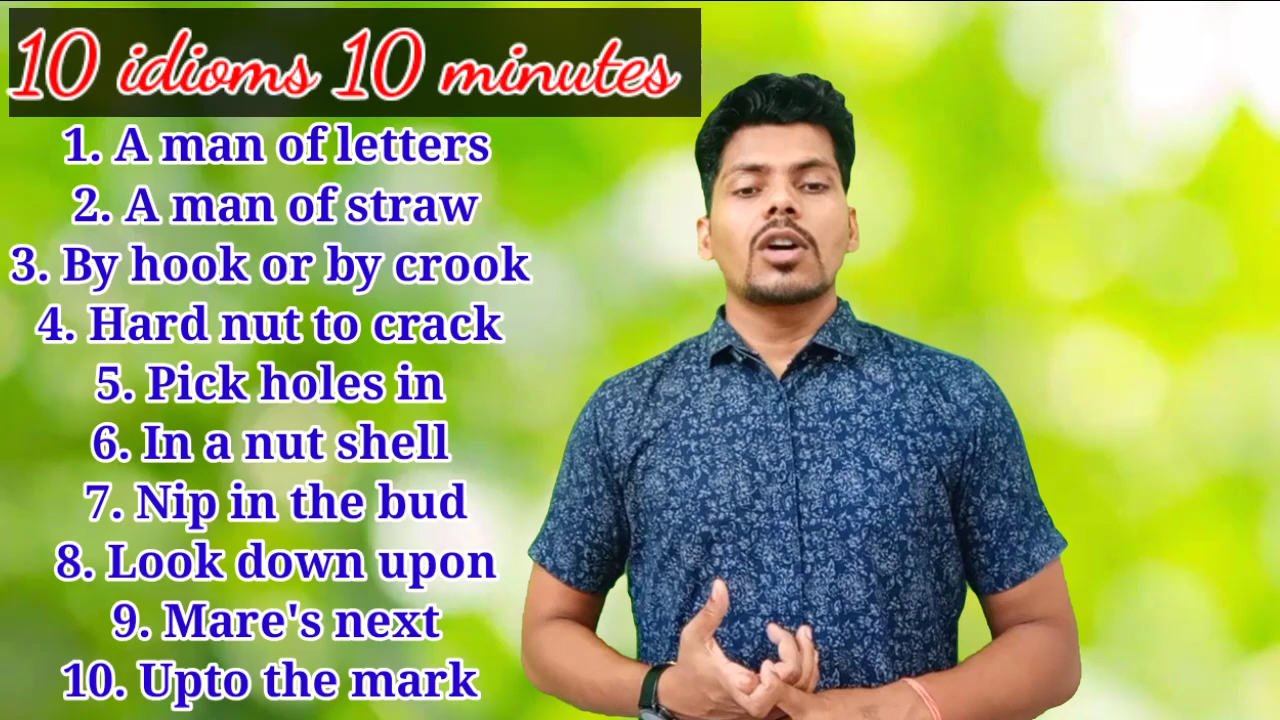 10 idioms 10 minutes
1. A man of letters
2. A man of straw
3. By hook or by crook
4. Hard nut to crack
5. Pick holes in
6. In a nut shell
7. Nip in the bud
8. Look down upon
9. Mare's next
10. Upto the mark